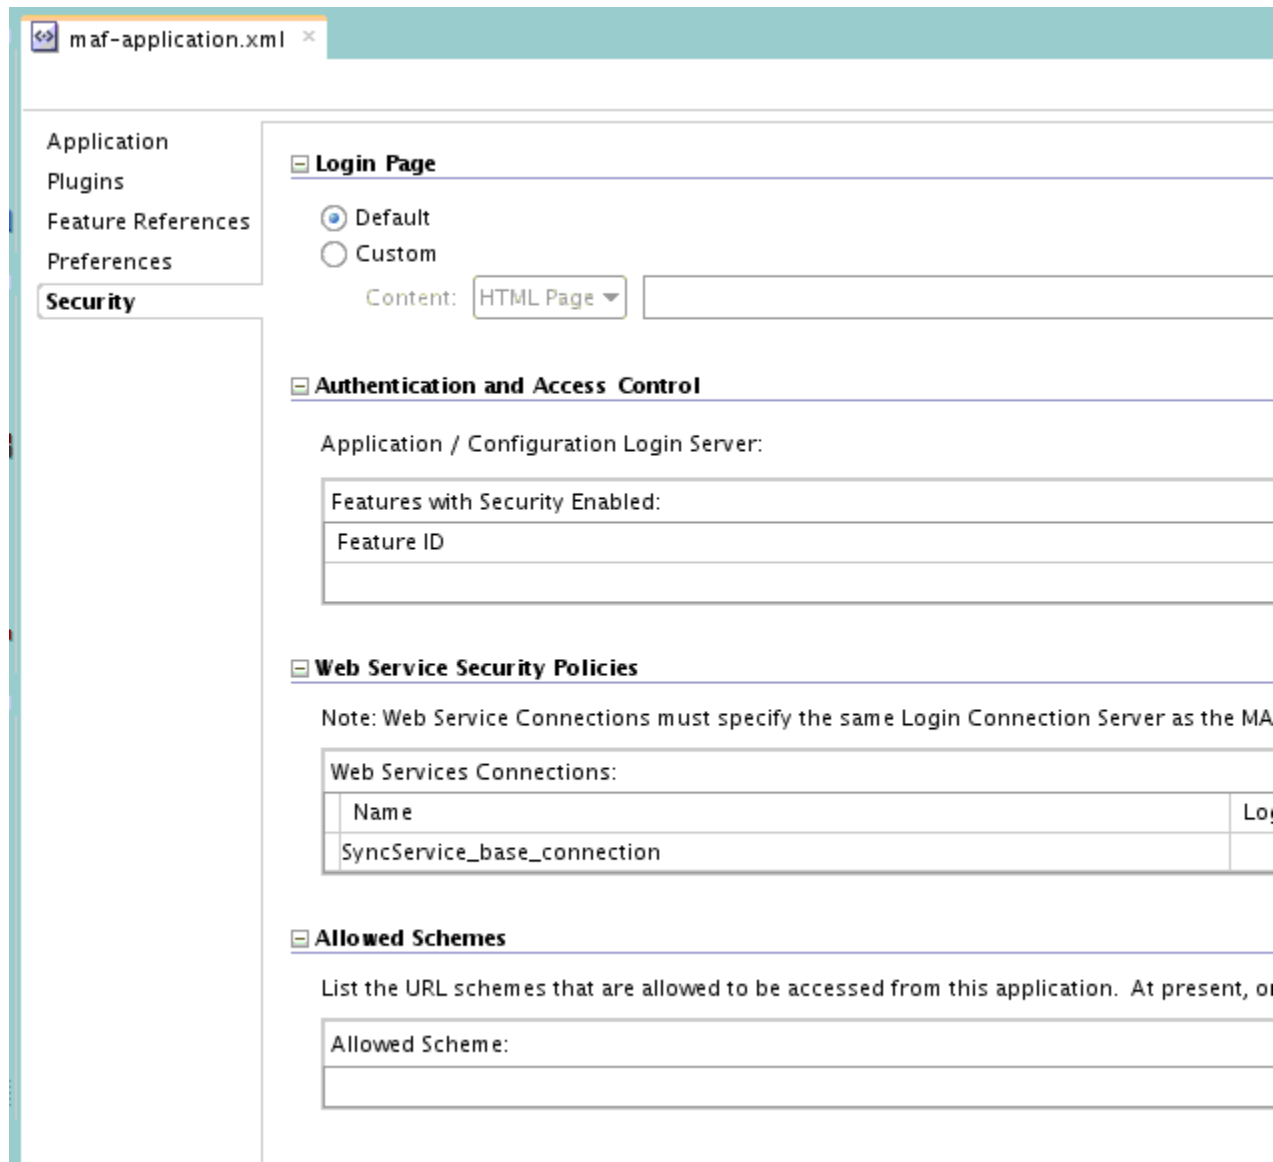 maf-application.xml
Application
Plugins
Feature References
Preferences
Security
Login Page
Default
Custom
Content: HTML Page
Authentication and Access Control
Application / Configuration Login Server:
Features with Security Enabled:
Feature ID
Web Service Security Policies
Note: Web Service Connections must specify the same Login Connection Server as the MA
Web Services Connections:
Name Log
SyncService_base_connection
Allowed Schemes
List the URL schemes that are allowed to be accessed from this application. At present, on
Allowed Scheme: